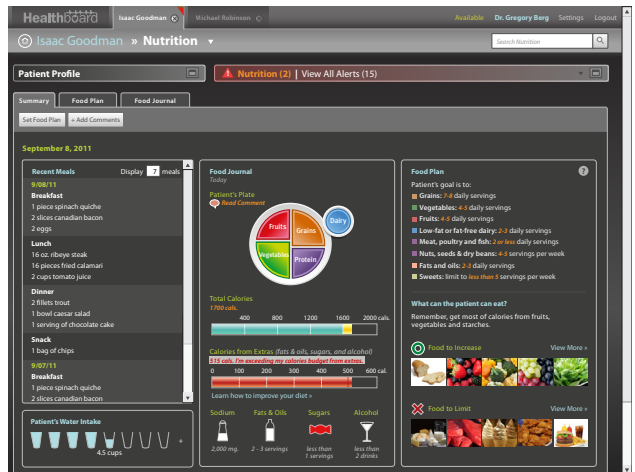 Healthboard
Isaac Goodman
Michael Robinson
Available
Dr. Gregory Berg
Settings
Logout
Isaac Goodman » Nutrition
Search Nutrition
Patient Profile
Nutrition (2) | View All Alerts (15)
Summary
Food Plan
Food Journal
Set Food Plan
+ Add Comments
September 8, 2011
Recent Meals
Display 7 meals
9/08/11
Breakfast
1 piece spinach quiche
2 slices canadian bacon
2 eggs
Lunch
16 oz. ribeye steak
16 pieces fried calamari
2 cups tomato juice
Dinner
2 fillets trout
1 bowl caesar salad
1 serving of chocolate cake
Snack
1 bag of chips
9/07/11
Breakfast
1 piece spinach quiche
2 slices canadian bacon
Patient's Water Intake
+
4.5 cups
Food Journal
Today
Patient's Plate
Read Comment
Fruits
Grains
Dairy
Vegetables
Protein
Total Calories
1700 cals.
400 800 1200 1600 2000 cals.
Calories from Extras (fats & oils, sugars, and alcohol)
515 cals. I'm exceeding my calories budget from extras.
0 100 200 300 400 500 600 cal.
Learn how to improve your diet »
Sodium
Fats & Oils
Sugars
Alcohol
2,000 mg.
2 - 3 servings
less than
1 servings
less than
2 drinks
Food Plan
?
Patient's goal is to:
Grains: 7-8 daily servings
Vegetables: 4-5 daily servings
Fruits: 4-5 daily servings
Low-fat or fat-free dairy: 2-3 daily servings
Meat, poultry and fish: 2 or less daily servings
Nuts, seeds & dry beans: 4-5 servings per week
Fats and oils: 2-3 daily servings
Sweets: limit to less than 5 servings per week
What can the patient can eat?
Remember, get most of calories from fruits,
vegetables and starches.
Food to Increase
View More »
Food to Limit
View More »